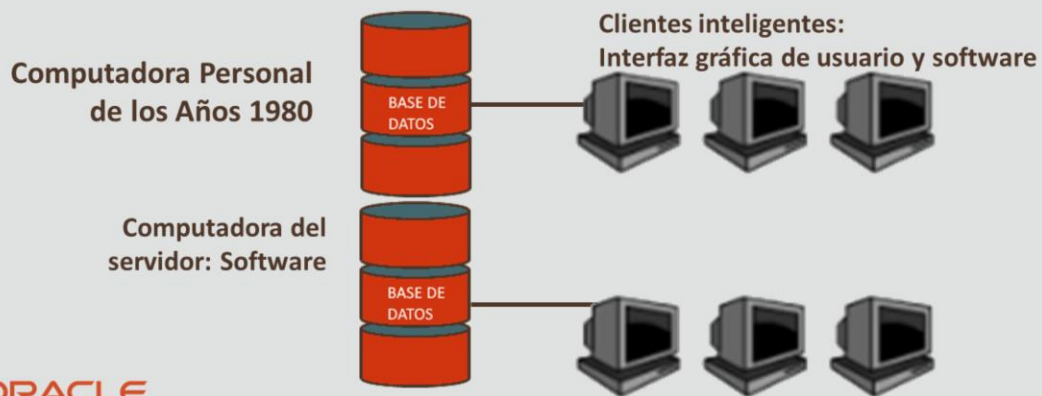 Computadora Personal
de los Años 1980
BASE DE
DATOS
Clientes inteligentes:
Interfaz gráfica de usuario y software
Computadora del
servidor: Software
BASE DE
DATOS
ORACLE